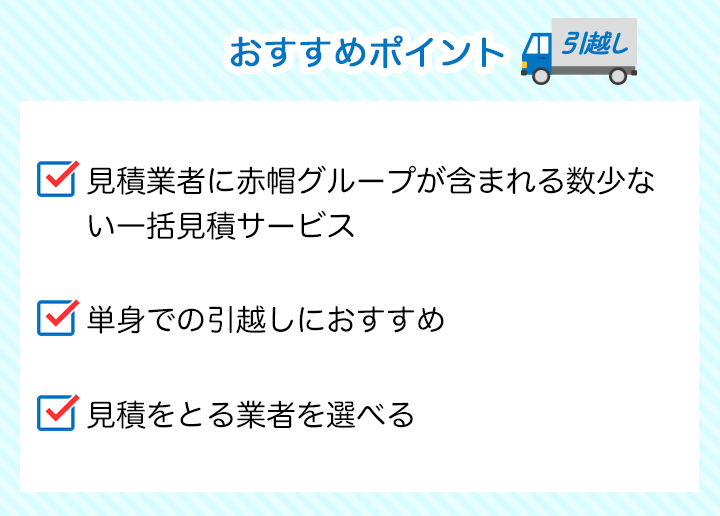 おすすめポイント
引越し
見積業者に赤帽グループが含まれる数少な
い一括見積サービス
単身での引越しにおすすめ
見積をとる業者を選べる